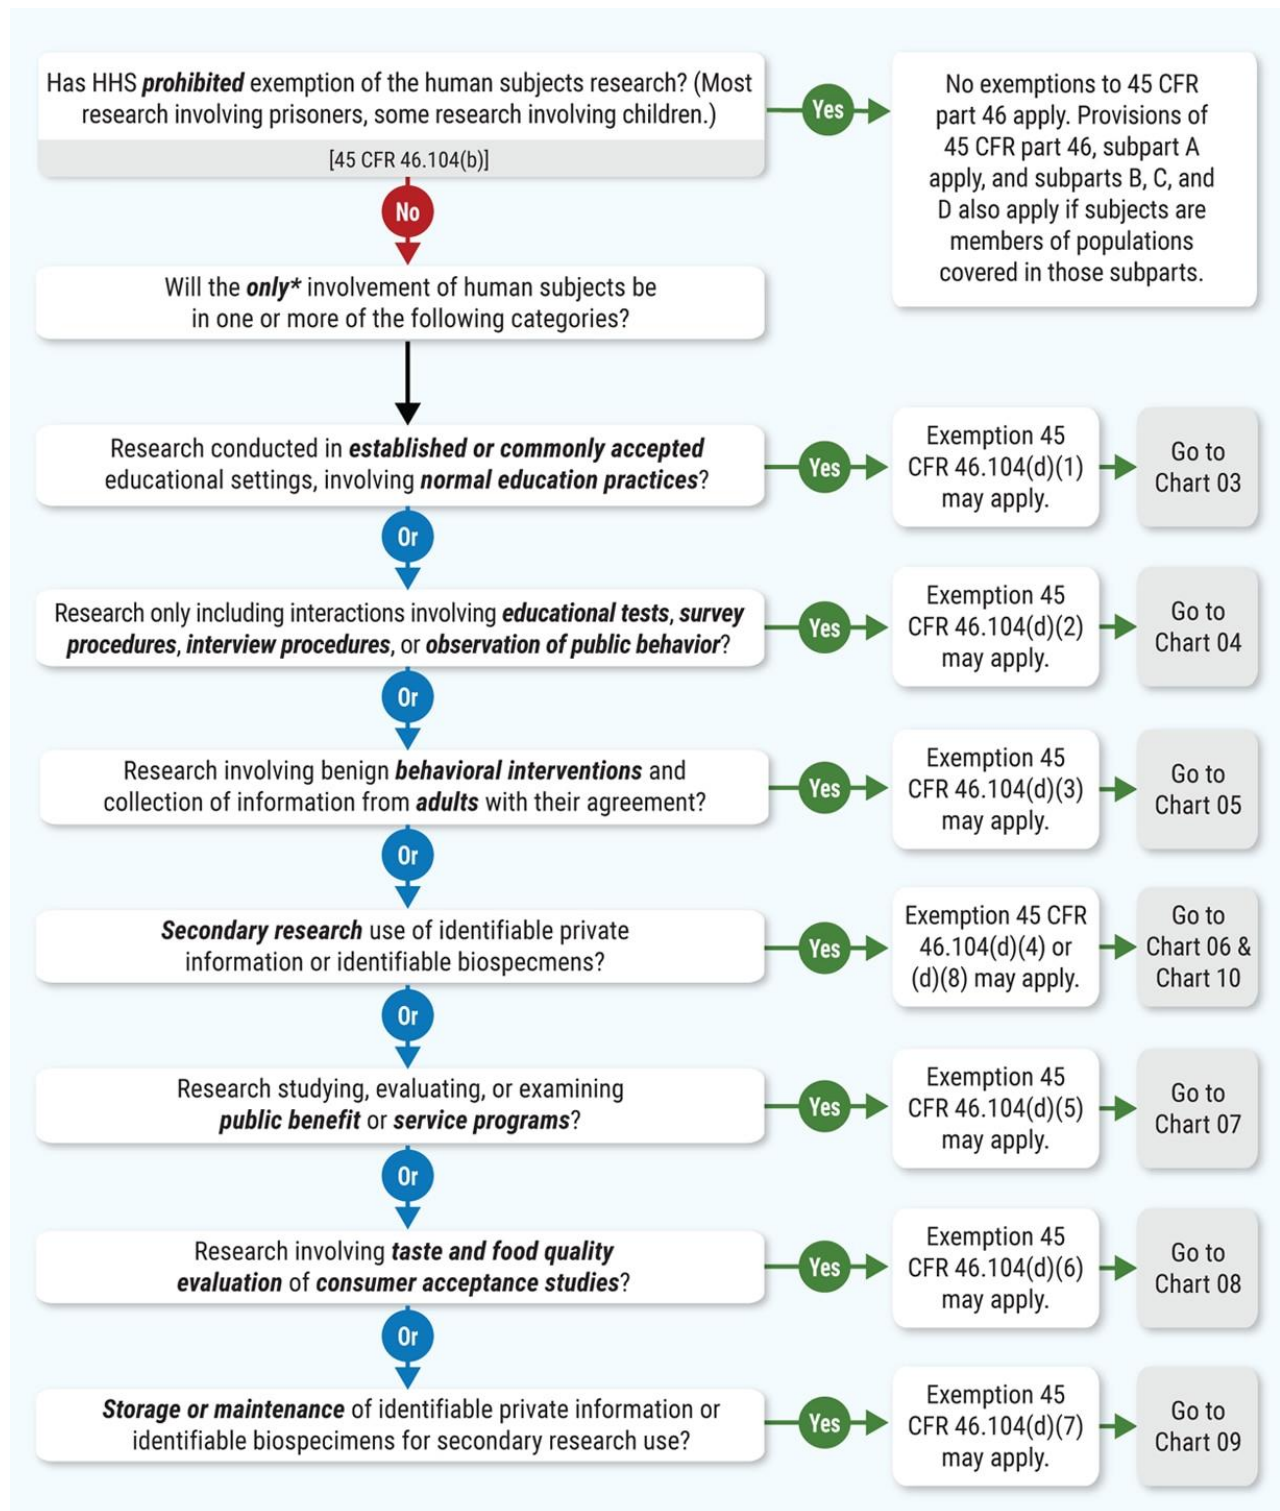 Has HHS prohibited exemption of the human subjects research? (Most
research involving prisoners, some research involving children.)
[45 CFR 46.104(b)]
Yes
No exemptions to 45 CFR
part 46 apply. Provisions of
45 CFR part 46, subpart A
apply, and subparts B, C, and
D also apply if subjects are
members of populations
covered in those subparts.
No
Will the only* involvement of human subjects be
in one or more of the following categories?
Research conducted in established or commonly accepted
educational settings, involving normal education practices?
Yes
Exemption 45
CFR 46.104(d)(1)
may apply.
Go to
Chart 03
Or
Research only including interactions involving educational tests, survey
procedures, interview procedures, or observation of public behavior?
Yes
Exemption 45
CFR 46.104(d)(2)
may apply.
Go to
Chart 04
Or
Research involving benign behavioral interventions and
collection of information from adults with their agreement?
Yes
Exemption 45
CFR 46.104(d)(3)
may apply.
Go to
Chart 05
Or
Secondary research use of identifiable private
information or identifiable biospecmens?
Yes
Exemption 45 CFR
46.104(d)(4) or
(d)(8) may apply.
Go to
Chart 06 &
Chart 10
Or
Research studying, evaluating, or examining
public benefit or service programs?
Yes
Exemption 45
CFR 46.104(d)(5)
may apply.
Go to
Chart 07
Or
Research involving taste and food quality
evaluation of consumer acceptance studies?
Yes
Exemption 45
CFR 46.104(d)(6)
may apply.
Go to
Chart 08
Or
Storage or maintenance of identifiable private information or
identifiable biospecimens for secondary research use?
Yes
Exemption 45
CFR 46.104(d)(7)
may apply.
Go to
Chart 09